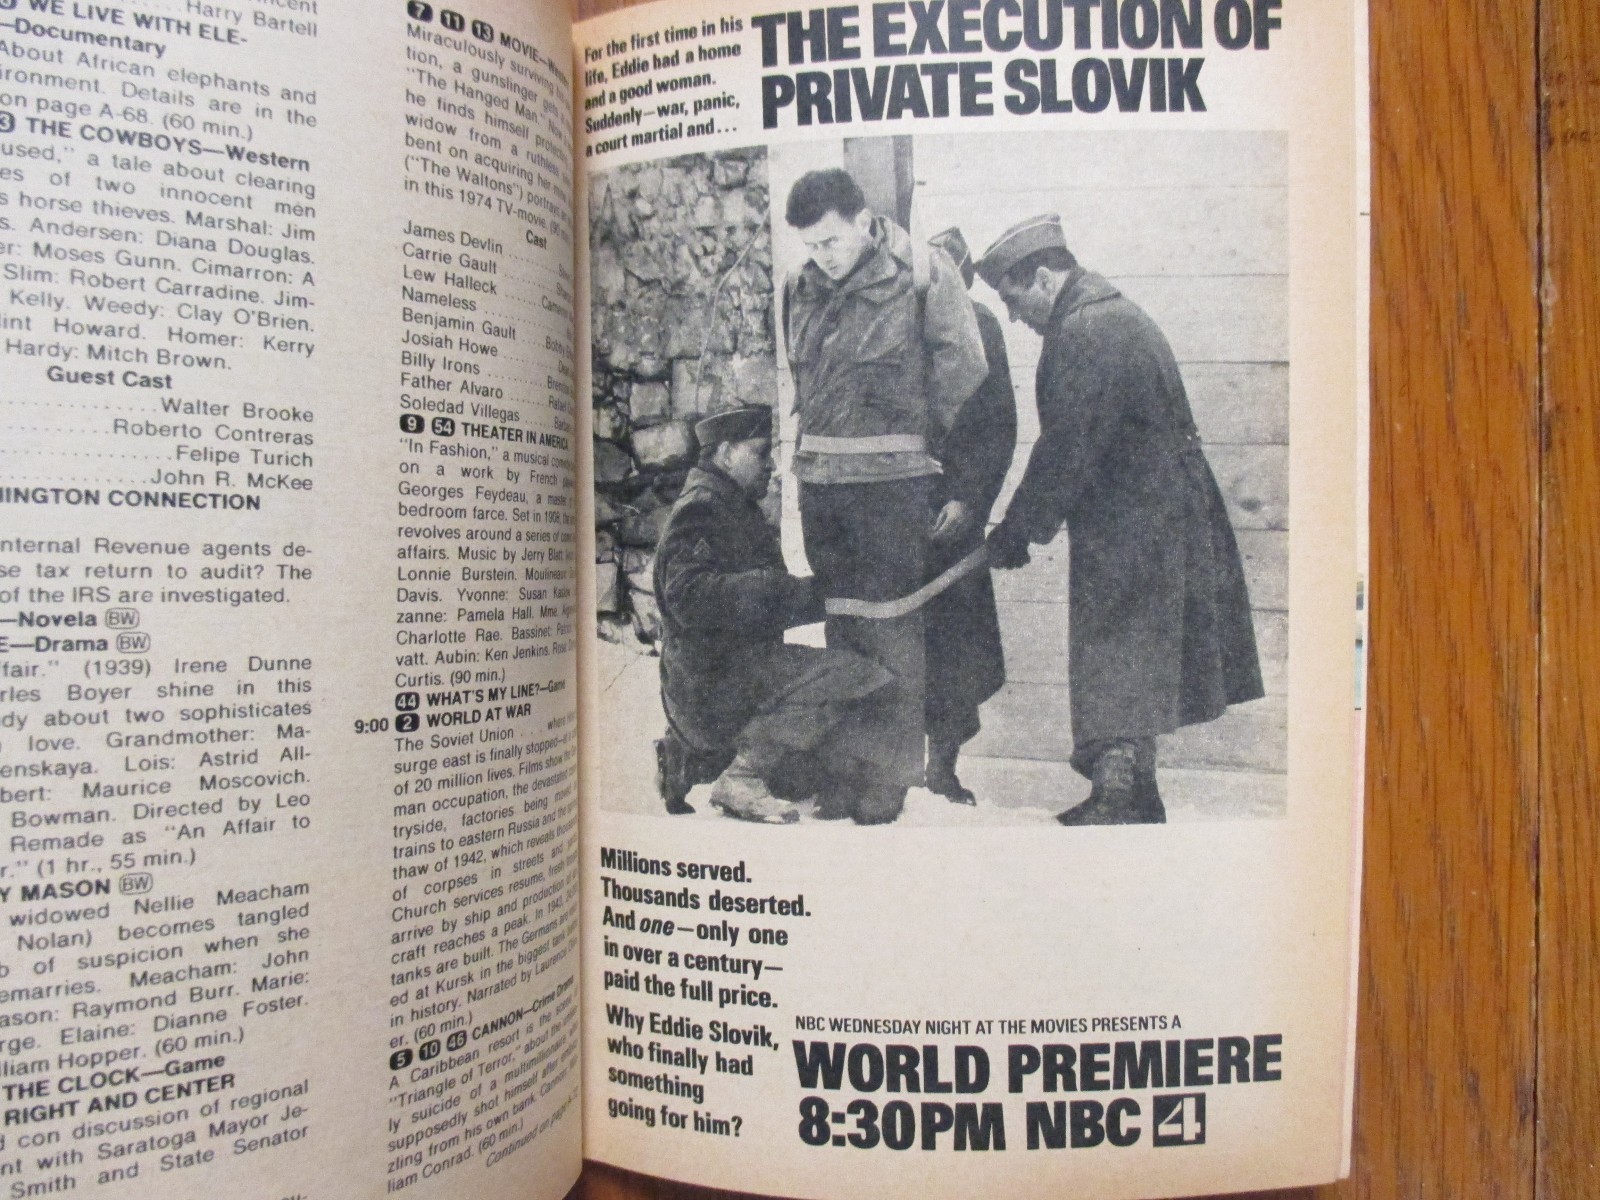 Harry Bartell
WE LIVE WITH ELE-
—Documentary
About African elephants and
ironment. Details are in the
on page A-68. (60 min.)
3 THE COWBOYS—Western
used," a tale about clearing
es of two innocent men
s horse thieves. Marshal: Jim
s. Andersen: Diana Douglas.
er: Moses Gunn. Cimarron: A
Slim: Robert Carradine. Jim-
Kelly. Weedy: Clay O'Brien.
lint Howard. Homer: Kerry
Hardy: Mitch Brown.
Guest Cast
Walter Brooke
Roberto Contreras
Felipe Turich
John R. McKee
HINGTON CONNECTION
nternal Revenue agents de-
se tax return to audit? The
of the IRS are investigated.
—Novela BW
E—Drama BW
ffair." (1939) Irene Dunne
rles Boyer shine in this
dy about two sophisticates
love. Grandmother: Ma-
enskaya. Lois: Astrid All-
bert: Maurice Moscovich.
Bowman. Directed by Leo
Remade as "An Affair to
r." (1 hr., 55 min.)
Y MASON BW
widowed Nellie Meacham
Nolan) becomes tangled
b of suspicion when she
emarries. Meacham: John
ason: Raymond Burr. Marie:
rge. Elaine: Dianne Foster.
lliam Hopper. (60 min.)
THE CLOCK—Game
RIGHT AND CENTER
d con discussion of regional
nt with Saratoga Mayor Je-
Smith and State Senator
7 11 13 MOVIE—Western
Miraculously surviving
tion, a gunslinger gets
"The Hanged Man." Now
he finds himself
widow from a ruthless
bent on acquiring her
("The Waltons") portrays
in this 1974 TV-movie. (90
Cast
James Devlin
Carrie Gault
Lew Halleck
Nameless
Benjamin Gault
Josiah Howe
Billy Irons
Father Alvaro
Soledad Villegas
9 54 THEATER IN AMERICA
"In Fashion," a musical
on a work by French
Georges Feydeau, a master
bedroom farce. Set in 1908,
revolves around a series of
affairs. Music by Jerry Blatt
Lonnie Burstein. Moulineaux:
Davis. Yvonne: Susan
zanne: Pamela Hall. Mme.
Charlotte Rae. Bassinet:
vatt. Aubin: Ken Jenkins. Rosa:
Curtis. (90 min.)
44 WHAT'S MY LINE?—Game
9:00 2 WORLD AT WAR
The Soviet Union . . . where
surge east is finally stopped—
of 20 million lives. Films show
man occupation, the devastated
tryside, factories being moved
trains to eastern Russia and the
thaw of 1942, which reveals
of corpses in streets and
Church services resume, fresh
arrive by ship and production of
craft reaches a peak. In 1943,
tanks are built. The Germans are
ed at Kursk in the biggest tank
in history. Narrated by Laurence
er. (60 min.)
5 10 46 CANNON—Crime Drama
A Caribbean resort is the
"Triangle of Terror," about the
ly suicide of a multimillionaire who
supposedly shot himself after
zling from his own bank. Cannon:
liam Conrad. (60 min.)
Continued on page
For the first time in his
life, Eddie had a home
and a good woman.
Suddenly—war, panic,
a court martial and...
THE EXECUTION OF
PRIVATE SLOVIK
Millions served.
Thousands deserted.
And one—only one
in over a century—
paid the full price.
Why Eddie Slovik,
who finally had
something
going for him?
NBC WEDNESDAY NIGHT AT THE MOVIES PRESENTS A
WORLD PREMIERE
8:30PM NBC 4